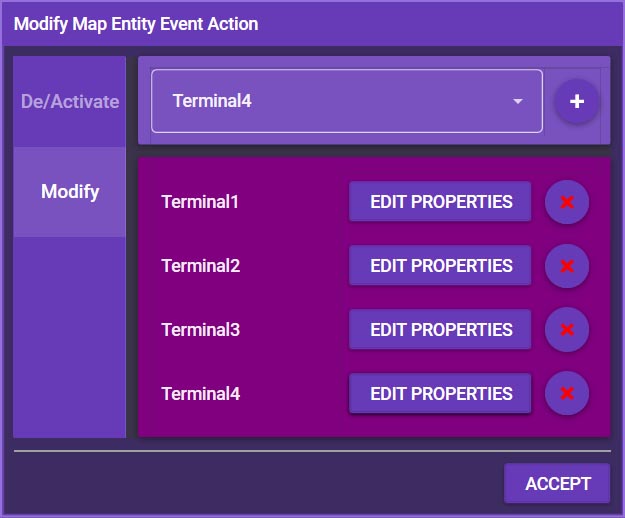 Modify Map Entity Event Action
De/Activate
Modify
Terminal4
+
Terminal1 EDIT PROPERTIES
Terminal2 EDIT PROPERTIES
Terminal3 EDIT PROPERTIES
Terminal4 EDIT PROPERTIES
ACCEPT